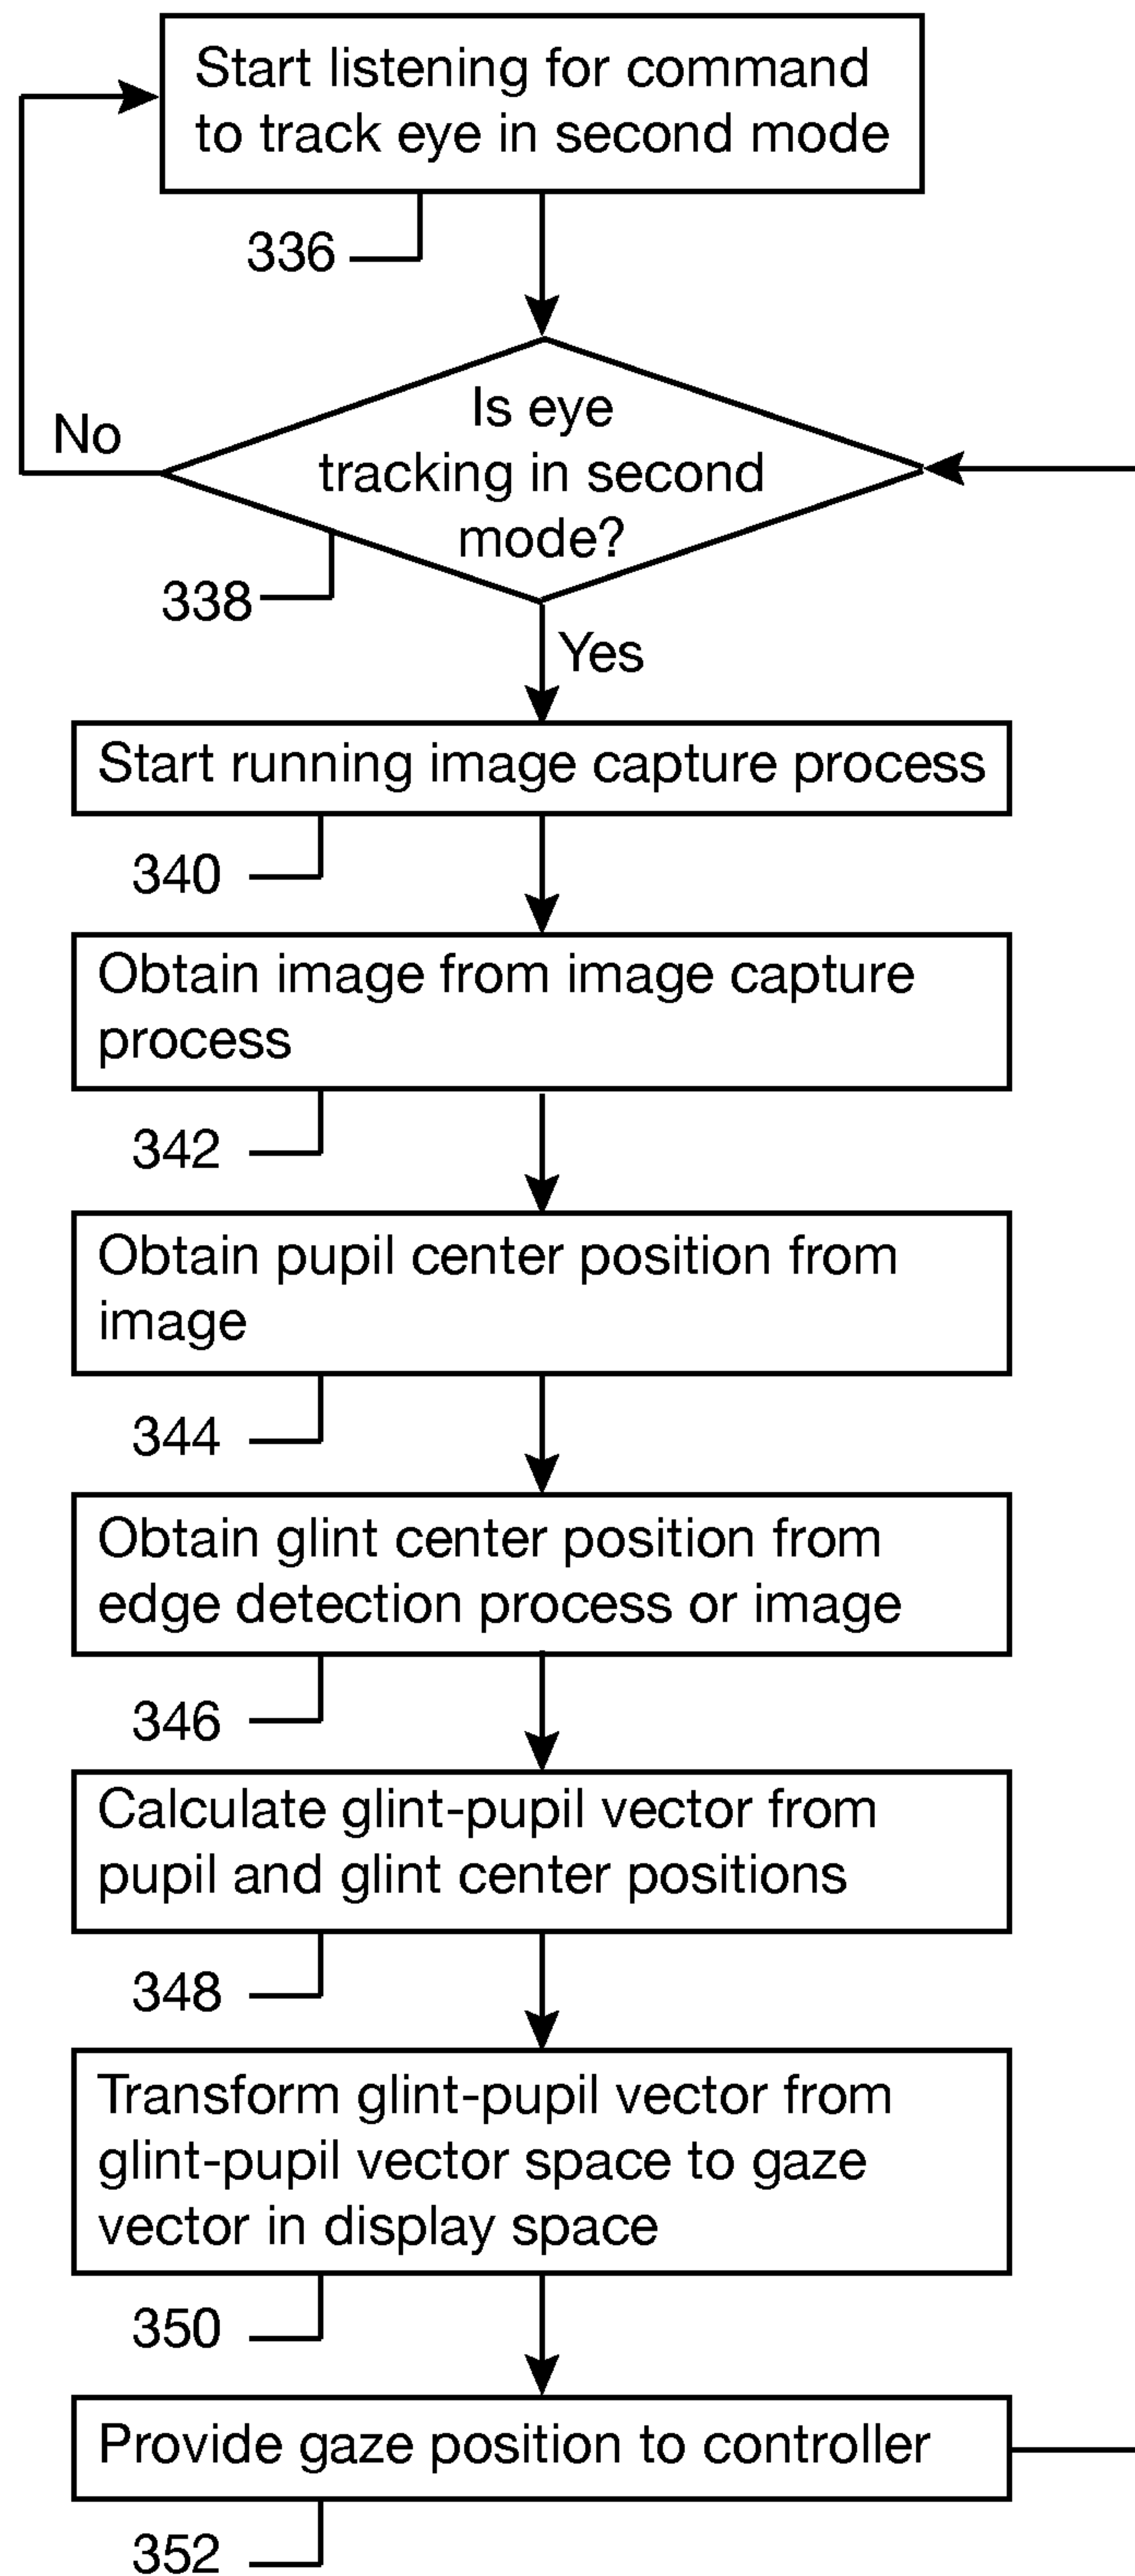 Start listening for command
to track eye in second mode
336
Is eye
tracking in second
mode?
No
338
Yes
Start running image capture process
340
Obtain image from image capture
process
342
Obtain pupil center position from
image
344
Obtain glint center position from
edge detection process or image
346
Calculate glint-pupil vector from
pupil and glint center positions
348
Transform glint-pupil vector from
glint-pupil vector space to gaze
vector in display space
350
Provide gaze position to controller
352